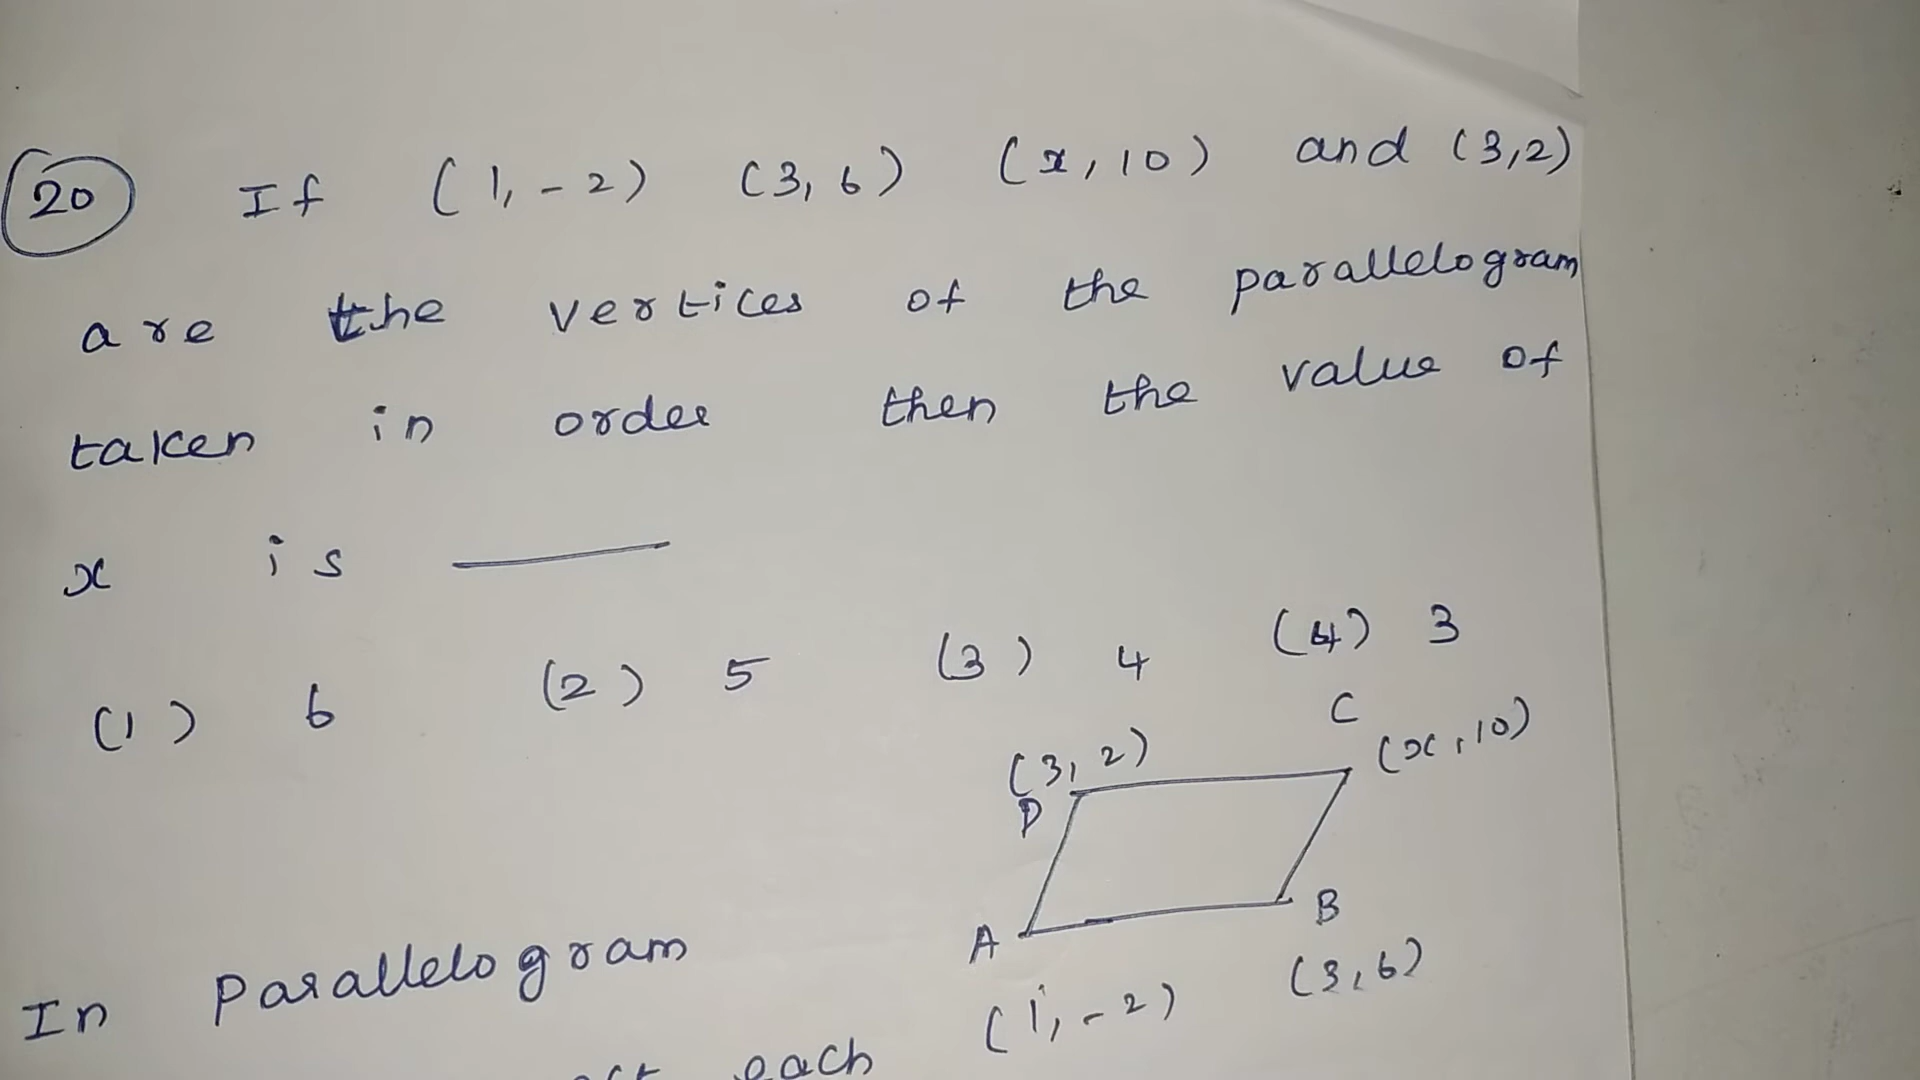 20 If (1, -2) (3, 6) (x, 10) and (3,2)
are the vertices of the parallelogram
taken in order then the value of
x is ———
(1) 6 (2) 5 (3) 4 (4) 3
C
(3, 2) (x, 10)
D
A B
(1, -2) (3, 6)
In Parallelogram
each